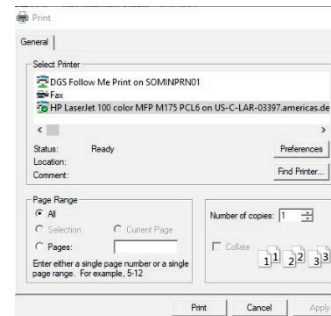 Print
General
Select Printer
DGS Follow Me Print on SOMINPRN01
Fax
HP LaserJet 100 color MFP M175 PCL6 on US-C-LAR-03397.americas.de
Status: Ready
Preferences
Location:
Comment:
Find Printer...
Page Range
All
Selection
Current Page
Pages:
Enter either a single page number or a single
page range. For example, 5-12
Number of copies: 1
Collate
1 1 2 2 3 3
Print Cancel Apply